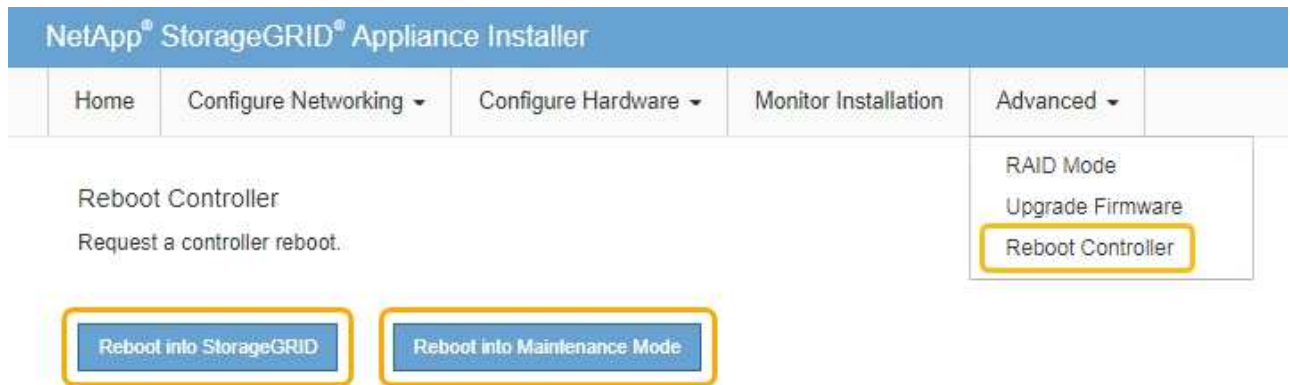 NetApp® StorageGRID® Appliance Installer
Home Configure Networking Configure Hardware Monitor Installation Advanced
RAID Mode
Upgrade Firmware
Reboot Controller
Reboot Controller
Request a controller reboot.
Reboot into StorageGRID Reboot into Maintenance Mode